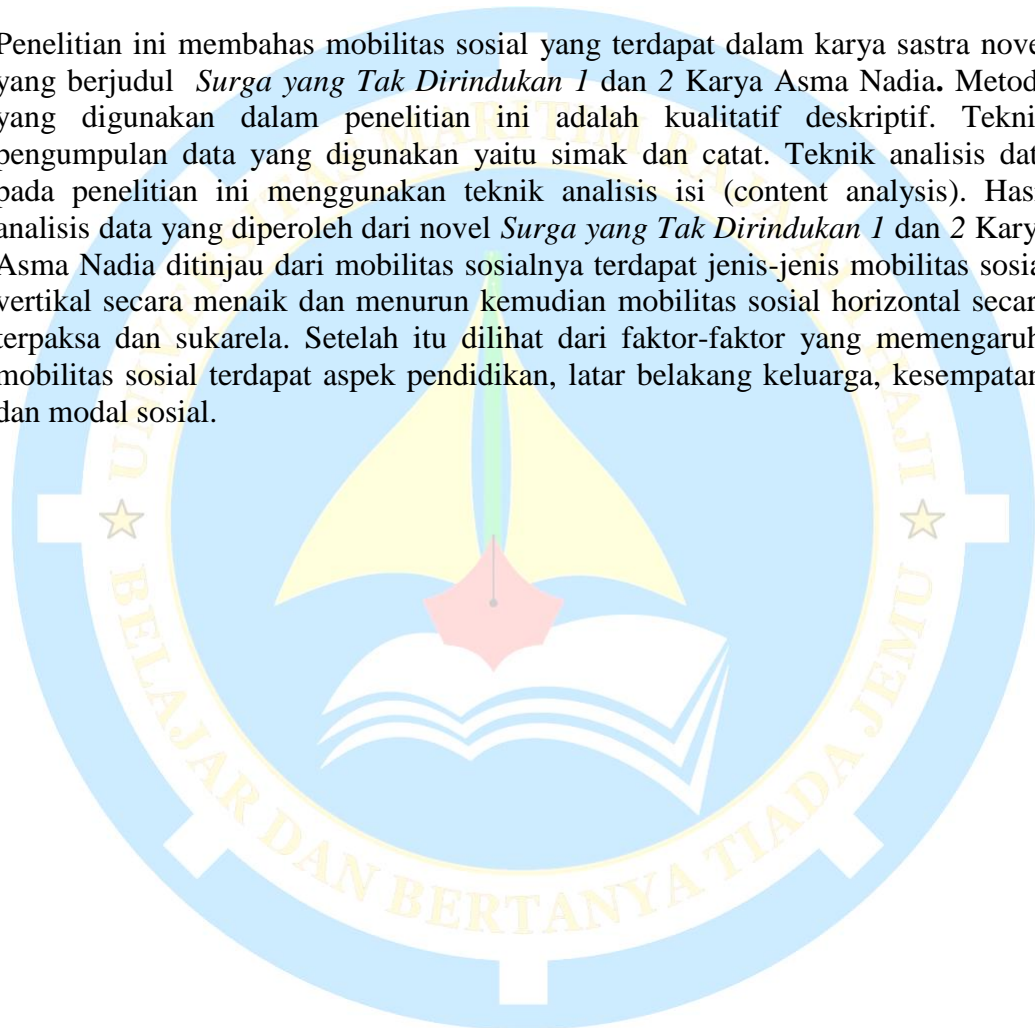 Penelitian ini membahas mobilitas sosial yang terdapat dalam karya sastra nove
yang berjudul Surga yang Tak Dirindukan 1 dan 2 Karya Asma Nadia. Metod
yang digunakan dalam penelitian ini adalah kualitatif deskriptif. Tekni
pengumpulan data yang digunakan yaitu simak dan catat. Teknik analisis dat
pada penelitian ini menggunakan teknik analisis isi (content analysis). Has
analisis data yang diperoleh dari novel Surga yang Tak Dirindukan 1 dan 2 Kary
Asma Nadia ditinjau dari mobilitas sosialnya terdapat jenis-jenis mobilitas sosia
vertikal secara menaik dan menurun kemudian mobilitas sosial horizontal secar
terpaksa dan sukarela. Setelah itu dilihat dari faktor-faktor yang memengaruh
mobilitas sosial terdapat aspek pendidikan, latar belakang keluarga, kesempatan
dan modal sosial.
UNIVERSITAS MARITIM RAJA ALI HAJI
BELAJAR DAN BERTANYA TIADA JEMU